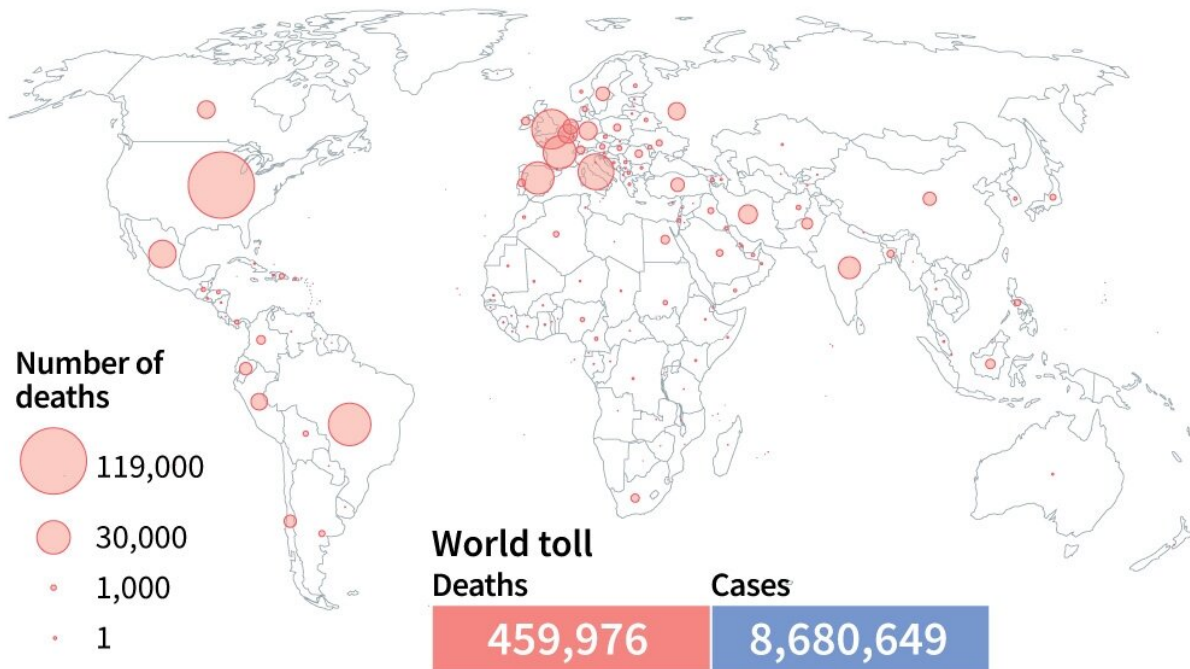 Number of
deaths
119,000
30,000
1,000
1
World toll
Deaths
Cases
459,976
8,680,649